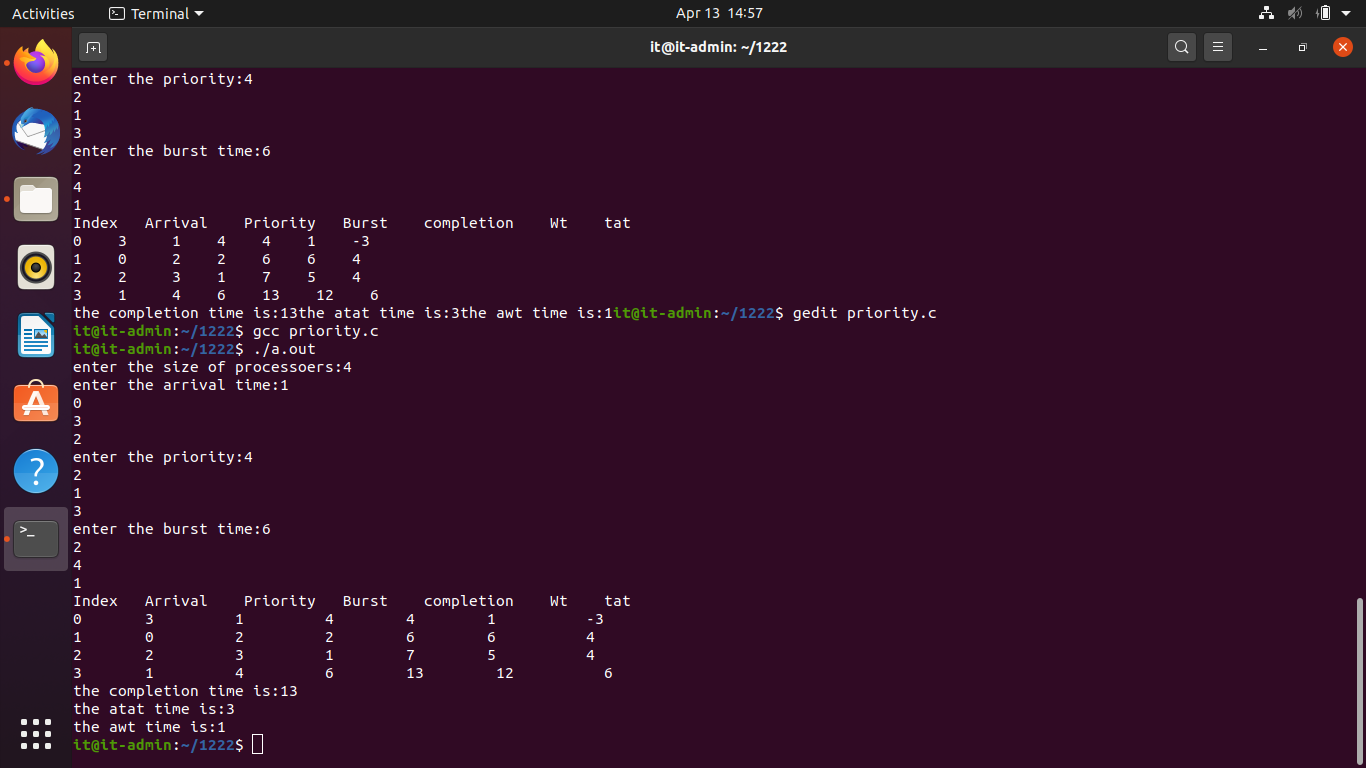 Activities Terminal Apr 13 14:57
it@it-admin: ~/1222
enter the priority:4
2
1
3
enter the burst time:6
2
4
1
Index Arrival Priority Burst completion Wt tat
0 3 1 4 4 1 -3
1 0 2 2 6 6 4
2 2 3 1 7 5 4
3 1 4 6 13 12 6
the completion time is:13the atat time is:3the awt time is:1it@it-admin:~/1222$ gedit priority.c
it@it-admin:~/1222$ gcc priority.c
it@it-admin:~/1222$ ./a.out
enter the size of processoers:4
enter the arrival time:1
0
3
2
enter the priority:4
2
1
3
enter the burst time:6
2
4
1
Index Arrival Priority Burst completion Wt tat
0 3 1 4 4 1 -3
1 0 2 2 6 6 4
2 2 3 1 7 5 4
3 1 4 6 13 12 6
the completion time is:13
the atat time is:3
the awt time is:1
it@it-admin:~/1222$